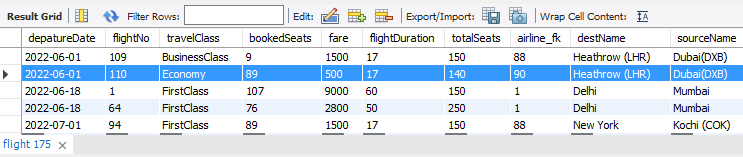 Result Grid Filter Rows: Edit: Export/Import: Wrap Cell Content: IA
depatureDate flightNo travelClass bookedSeats fare flightDuration totalSeats airline_fk destName sourceName
2022-06-01 109 BusinessClass 9 1500 17 150 88 Heathrow (LHR) Dubai(DXB)
2022-06-01 110 Economy 89 500 17 140 90 Heathrow (LHR) Dubai(DXB)
2022-06-18 1 FirstClass 107 9000 60 150 1 Delhi Mumbai
2022-06-18 64 FirstClass 76 2800 50 250 1 Delhi Mumbai
2022-07-01 94 FirstClass 89 1500 17 150 88 New York Kochi (COK)
flight 175